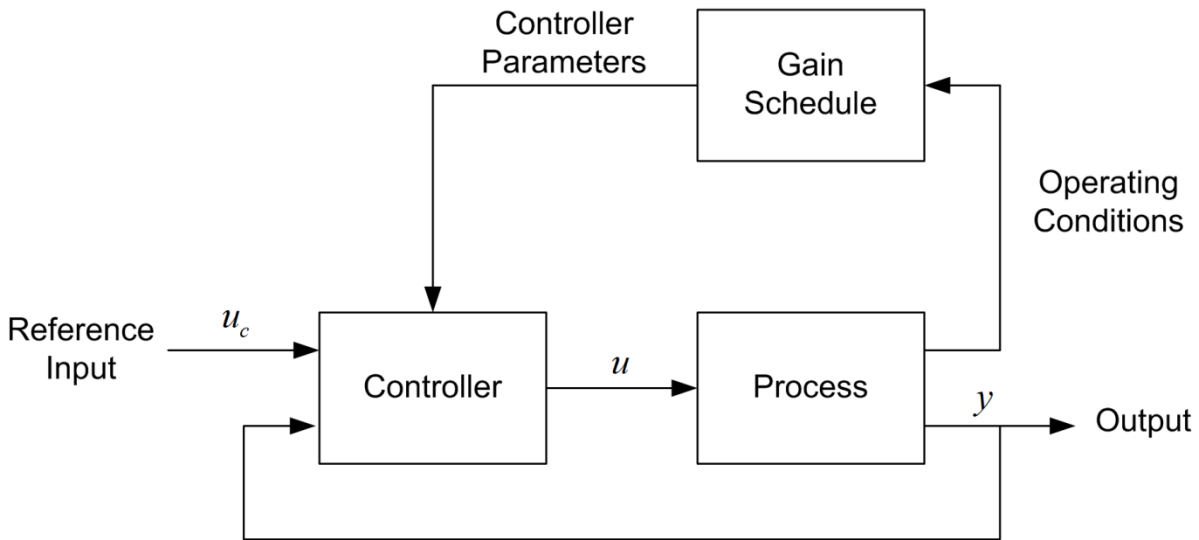 Controller
Parameters
Gain
Schedule
Operating
Conditions
Reference
Input
u_c
Controller
u
Process
y
Output